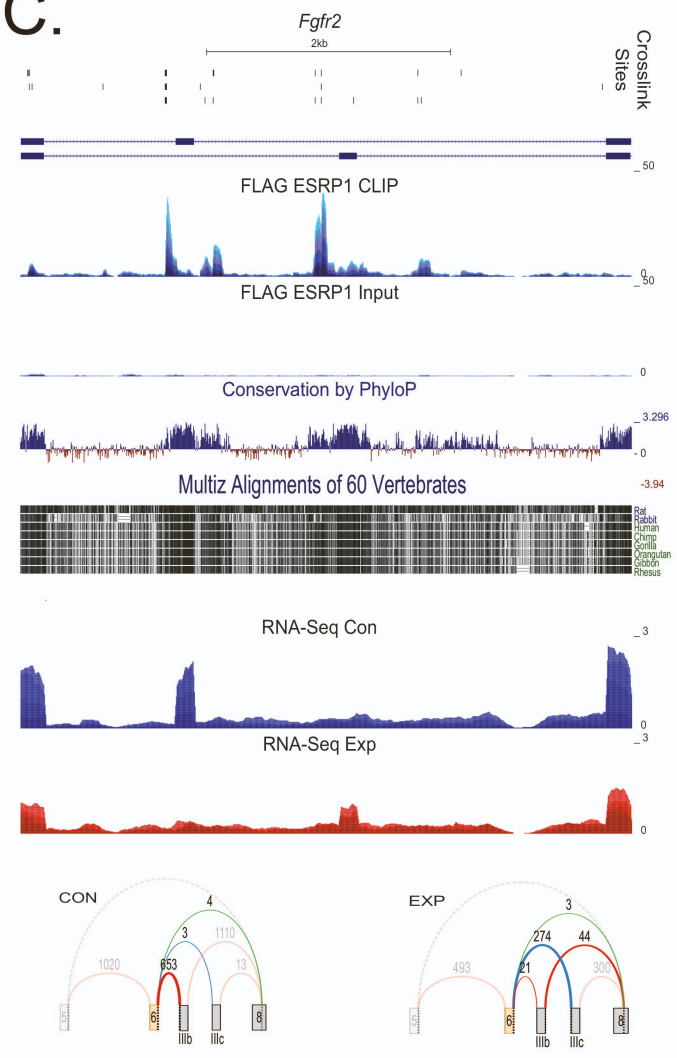 C.
Fgfr2
2kb
Crosslink
Sites
50
FLAG ESRP1 CLIP
0
50
FLAG ESRP1 Input
0
Conservation by PhyloP
3.296
- 0
-3.94
Multiz Alignments of 60 Vertebrates
Rat
Rabbit
Human
Chimp
Gorilla
Orangutan
Gibbon
Rhesus
RNA-Seq Con
3
0
RNA-Seq Exp
3
0
CON
4
3
1110
1020
653
13
5
6
8
IIIb
IIIc
EXP
3
274
44
493
21
300
5
6
8
IIIb
IIIc